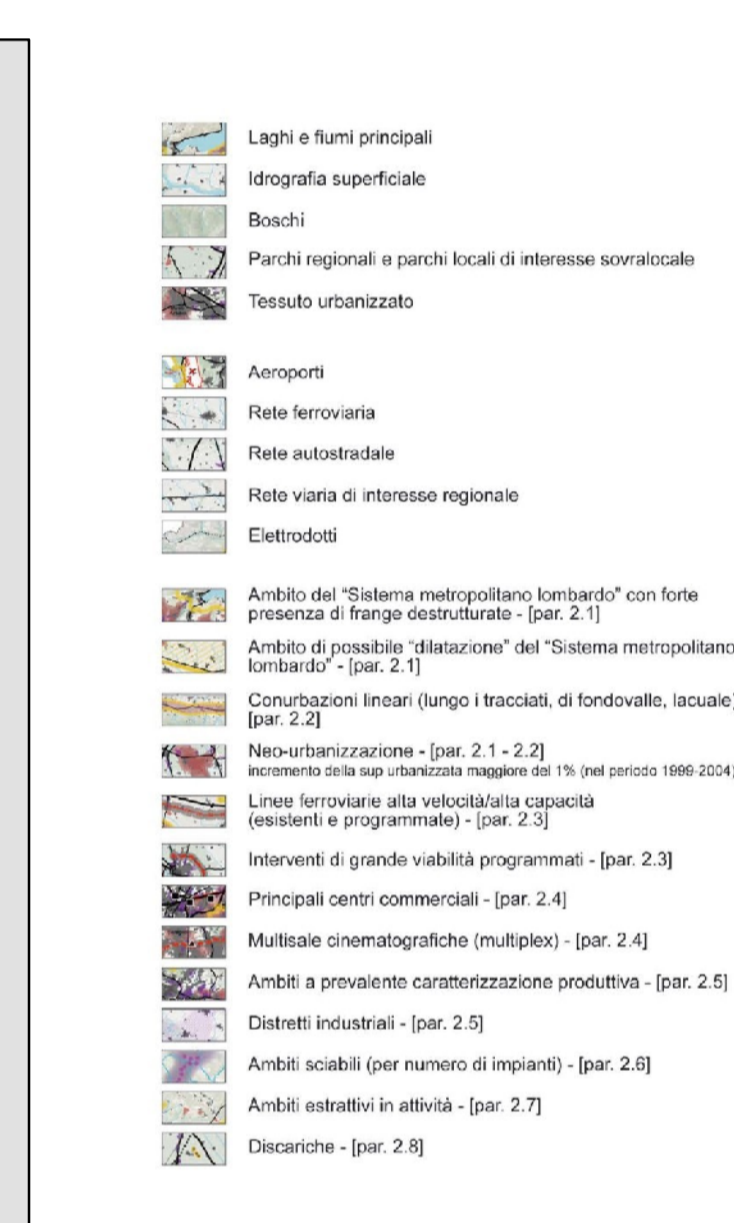 Laghi e fiumi principali
Idrografia superficiale
Boschi
Parchi regionali e parchi locali di interesse sovralocale
Tessuto urbanizzato
Aeroporti
Rete ferroviaria
Rete autostradale
Rete viaria di interesse regionale
Elettrodotti
Ambito del "Sistema metropolitano lombardo" con forte
presenza di frange destrutturate - [par. 2.1]
Ambito di possibile "dilatazione" del "Sistema metropolitano
lombardo" - [par. 2.1]
Conurbazioni lineari (lungo i tracciati, di fondovalle, lacuale)
[par. 2.2]
Neo-urbanizzazione - [par. 2.1 - 2.2]
incremento della sup urbanizzata maggiore del 1% (nel periodo 1999-2004)
Linee ferroviarie alta velocità/alta capacità
(esistenti e programmate) - [par. 2.3]
Interventi di grande viabilità programmati - [par. 2.3]
Principali centri commerciali - [par. 2.4]
Multisale cinematografiche (multiplex) - [par. 2.4]
Ambiti a prevalente caratterizzazione produttiva - [par. 2.5]
Distretti industriali - [par. 2.5]
Ambiti sciabili (per numero di impianti) - [par. 2.6]
Ambiti estrattivi in attività - [par. 2.7]
Discariche - [par. 2.8]